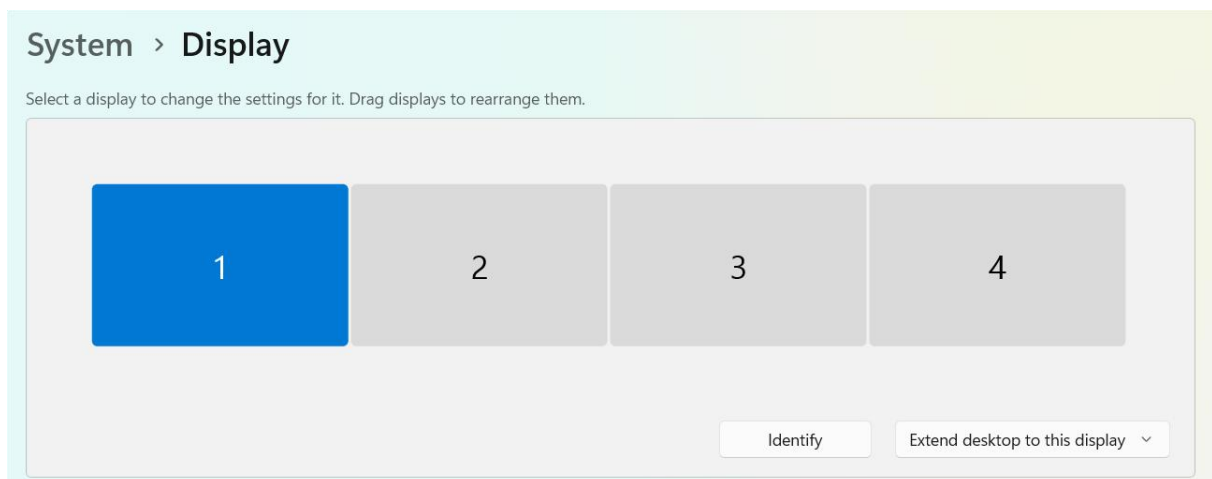 System > Display
Select a display to change the settings for it. Drag displays to rearrange them.
1 2 3 4
Identify Extend desktop to this display